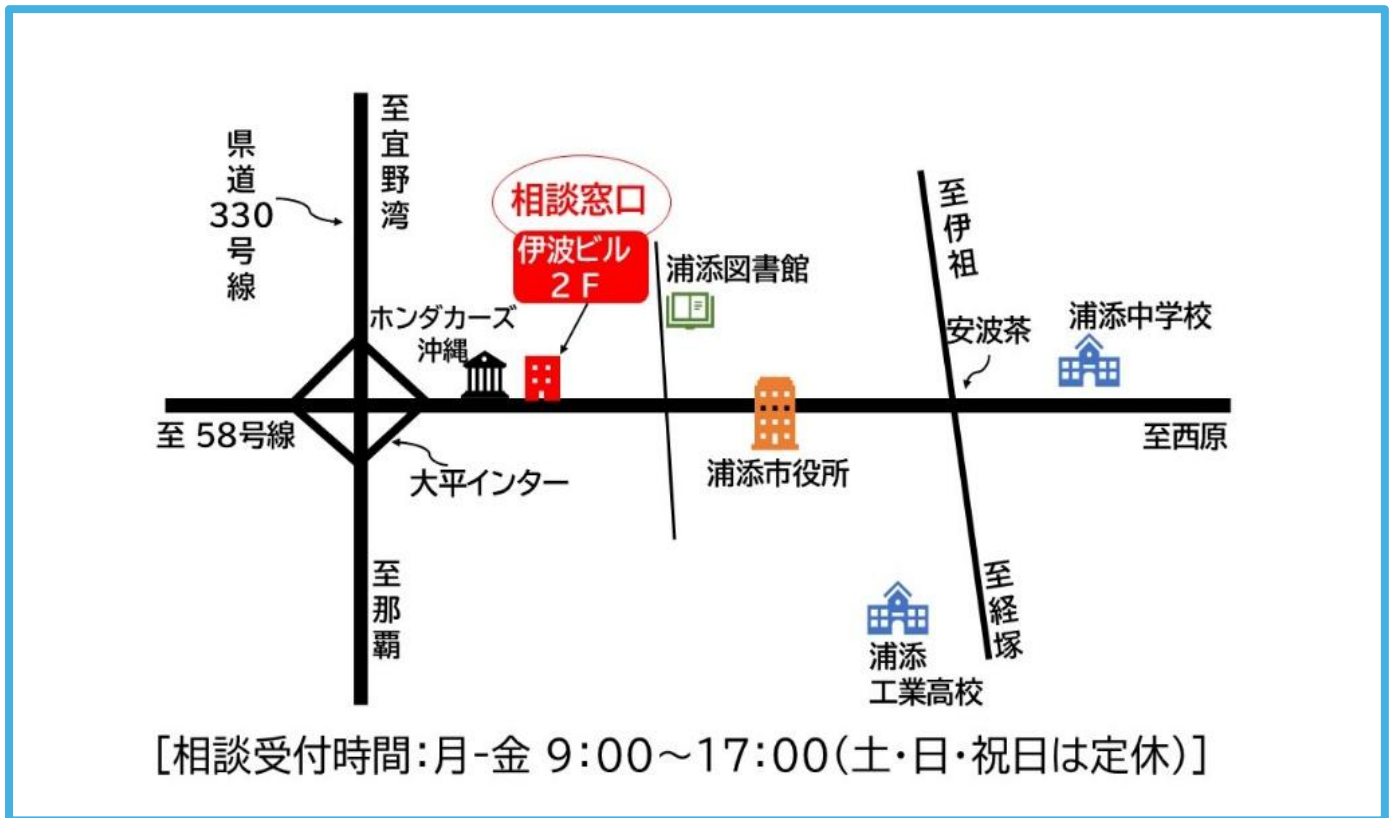 至宜野湾
県道330号線
相談窓口
伊波ビル
2F
浦添図書館
至伊祖
ホンダカーズ
沖縄
安波茶
浦添中学校
至 58号線
大平インター
浦添市役所
至西原
至那覇
至経塚
浦添
工業高校
[相談受付時間:月-金 9:00~17:00(土・日・祝日は定休)]